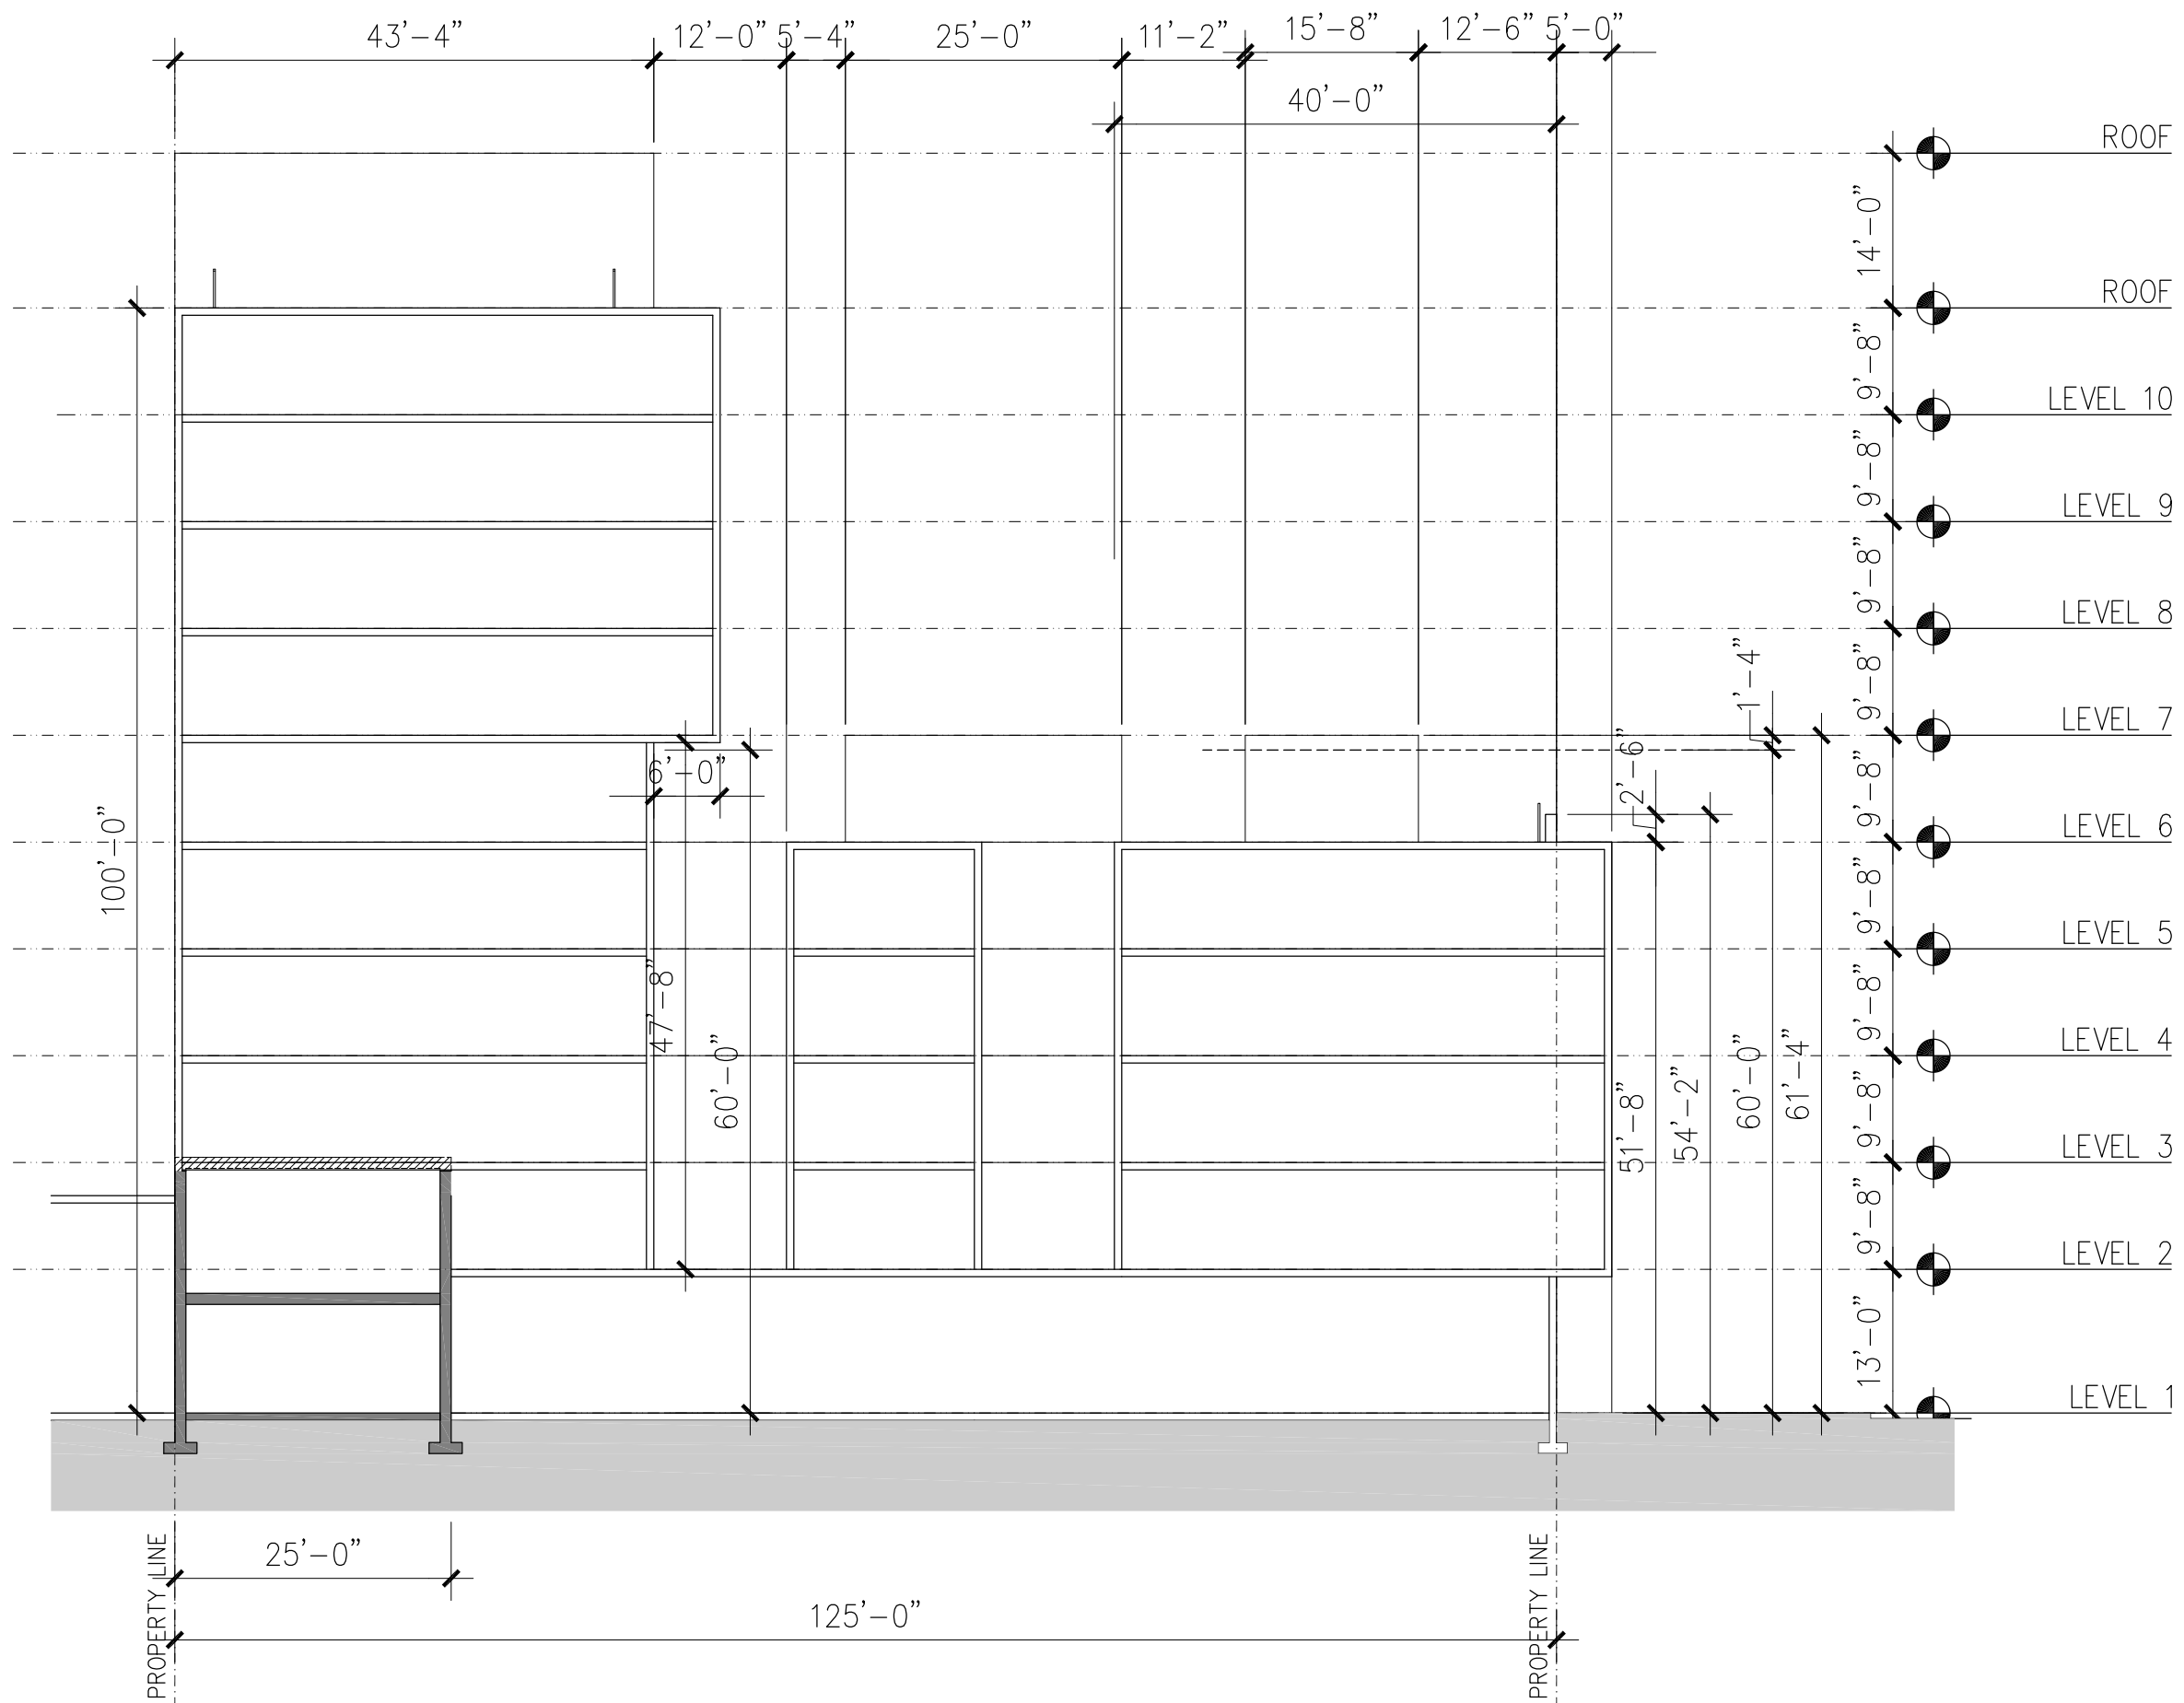 43'-4"
12'-0"
5'-4"
25'-0"
11'-2"
15'-8"
12'-6"
5'-0"
40'-0"
ROOF
14'-0"
ROOF
9'-8"
LEVEL 10
9'-8"
LEVEL 9
9'-8"
LEVEL 8
9'-8"
LEVEL 7
1'-4"
9'-8"
2'-6"
6'-0"
LEVEL 6
100'-0"
9'-8"
LEVEL 5
9'-8"
LEVEL 4
47'-8"
60'-0"
51'-8"
54'-2"
60'-0"
61'-4"
9'-8"
LEVEL 3
9'-8"
LEVEL 2
13'-0"
LEVEL 1
PROPERTY LINE
25'-0"
PROPERTY LINE
125'-0"